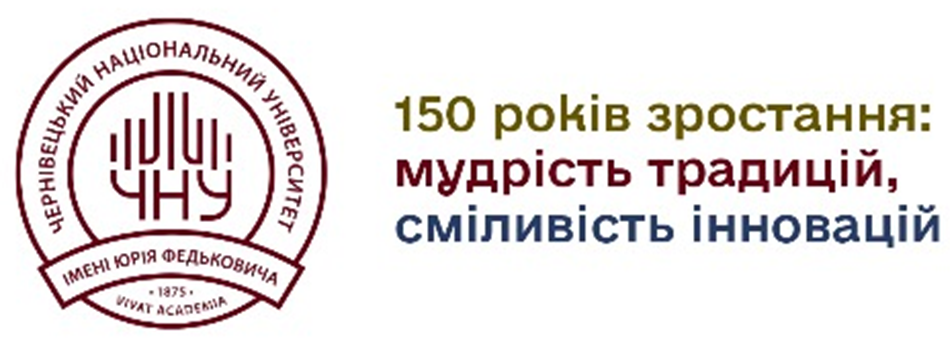 ЧЕРНІВЕЦЬКИЙ НАЦІОНАЛЬНИЙ УНІВЕРСИТЕТ
ЧНУ
ІМЕНІ ЮРІЯ ФЕДЬКОВИЧА
· 1875 ·
VIVAT ACADEMIA
150 років зростання:
мудрість традицій,
сміливість інновацій